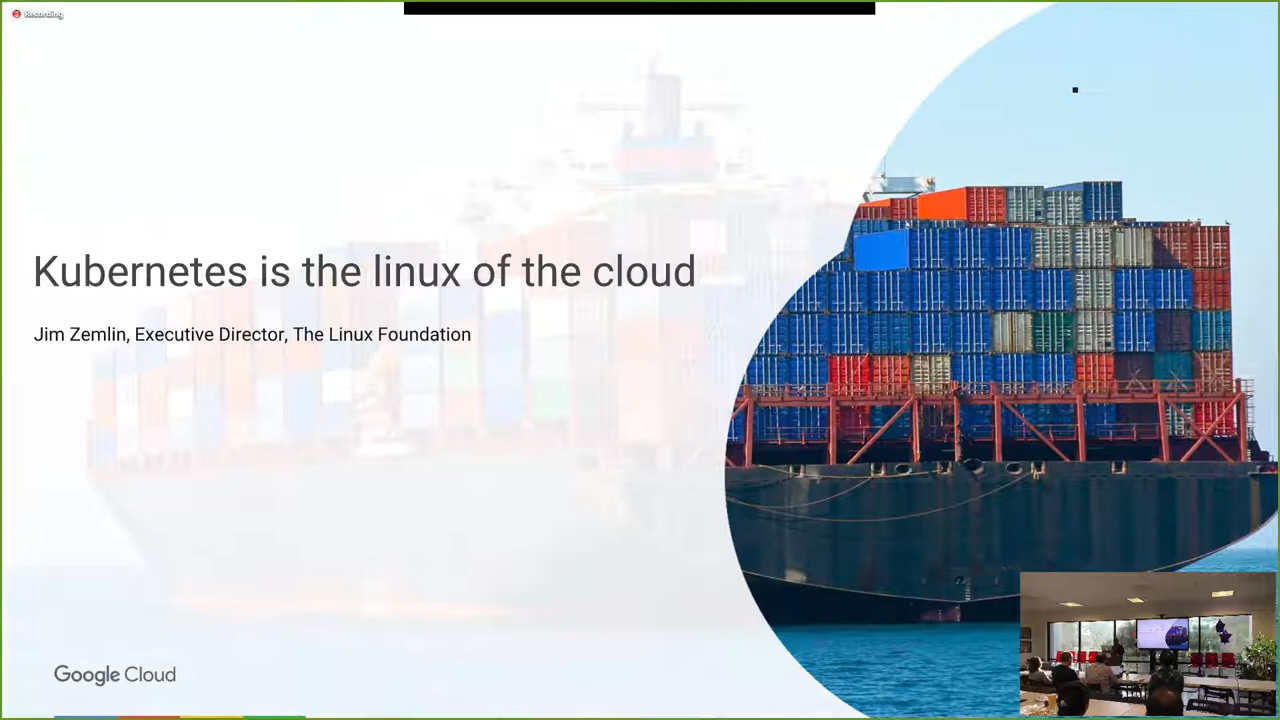 Recording
Kubernetes is the linux of the cloud
Jim Zemlin, Executive Director, The Linux Foundation
Google Cloud